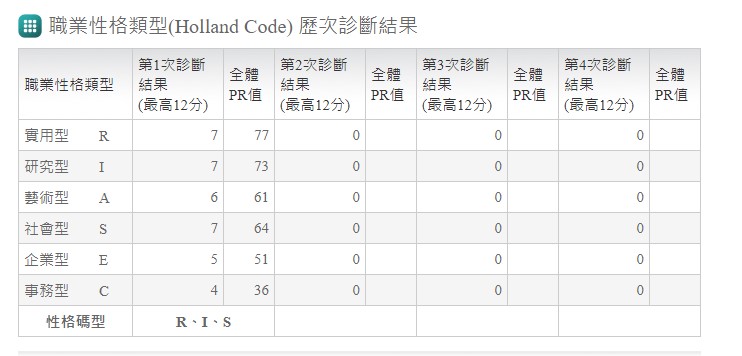 職業性格類型(Holland Code) 歷次診斷結果
職業性格類型 第1次診斷結果(最高12分) 全體PR值 第2次診斷結果(最高12分) 全體PR值 第3次診斷結果(最高12分) 全體PR值 第4次診斷結果(最高12分) 全體PR值
實用型 R 7 77 0 0 0
研究型 I 7 73 0 0 0
藝術型 A 6 61 0 0 0
社會型 S 7 64 0 0 0
企業型 E 5 51 0 0 0
事務型 C 4 36 0 0 0
性格碼型 R、I、S